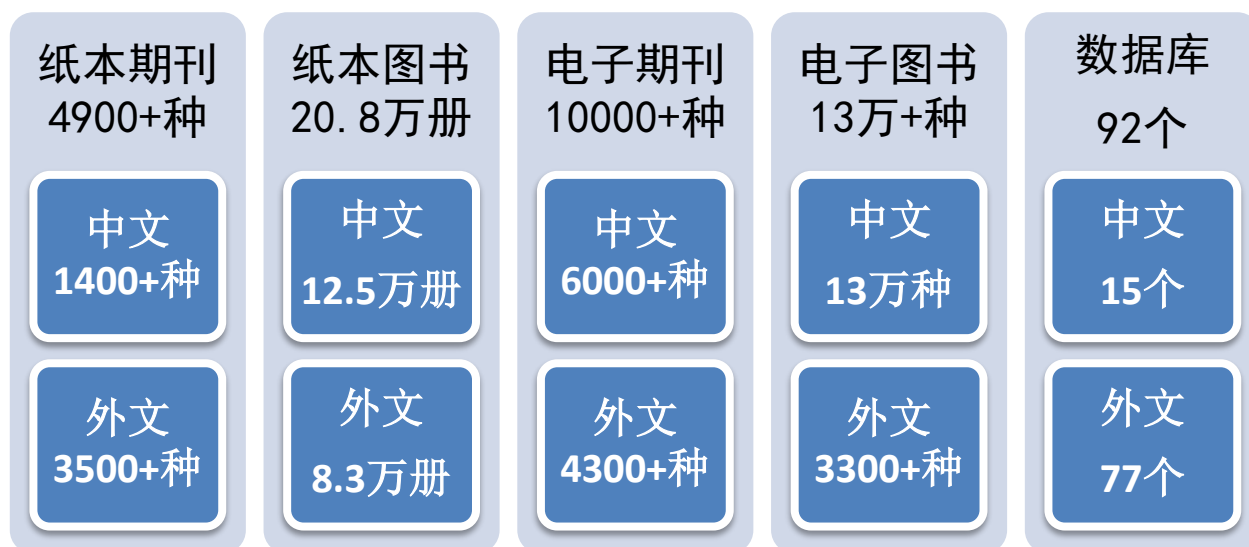 纸本期刊
4900+种
中文
1400+种
外文
3500+种
纸本图书
20.8万册
中文
12.5万册
外文
8.3万册
电子期刊
10000+种
中文
6000+种
外文
4300+种
电子图书
13万+种
中文
13万种
外文
3300+种
数据库
92个
中文
15个
外文
77个